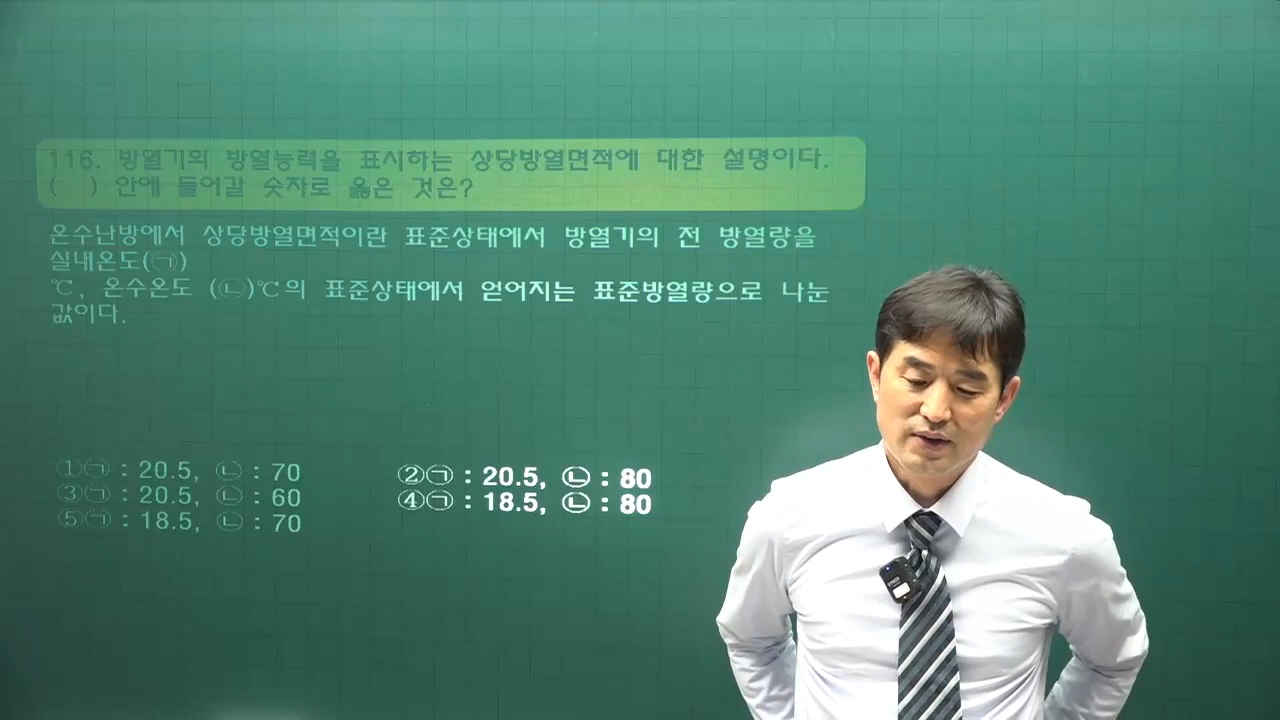 116. 방열기의 방열능력을 표시하는 상당방열면적에 대한 설명이다.
( ) 안에 들어갈 숫자로 옳은 것은?
온수난방에서 상당방열면적이란 표준상태에서 방열기의 전 방열량을
실내온도(㉠)
℃, 온수온도 (㉡)℃의 표준상태에서 얻어지는 표준방열량으로 나눈
값이다.
①㉠ : 20.5, ㉡ : 70 ②㉠ : 20.5, ㉡ : 80
③㉠ : 20.5, ㉡ : 60 ④㉠ : 18.5, ㉡ : 80
⑤㉠ : 18.5, ㉡ : 70